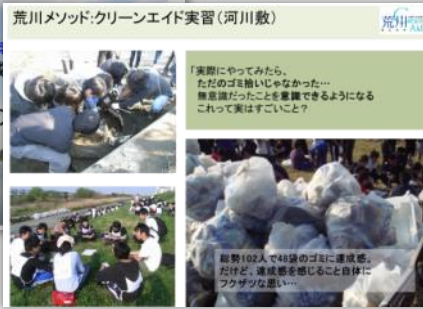 荒川メソッド:クリーンエイド実習(河川敷)
荒川
「実際にやってみたら、
ただのゴミ拾いじゃなかった…
無意識だったことを意識できるようになる
これって実はすごいこと?
総勢102人で48袋のゴミに達成感。
だけど、達成感を感じること自体に
フクザツな思い…